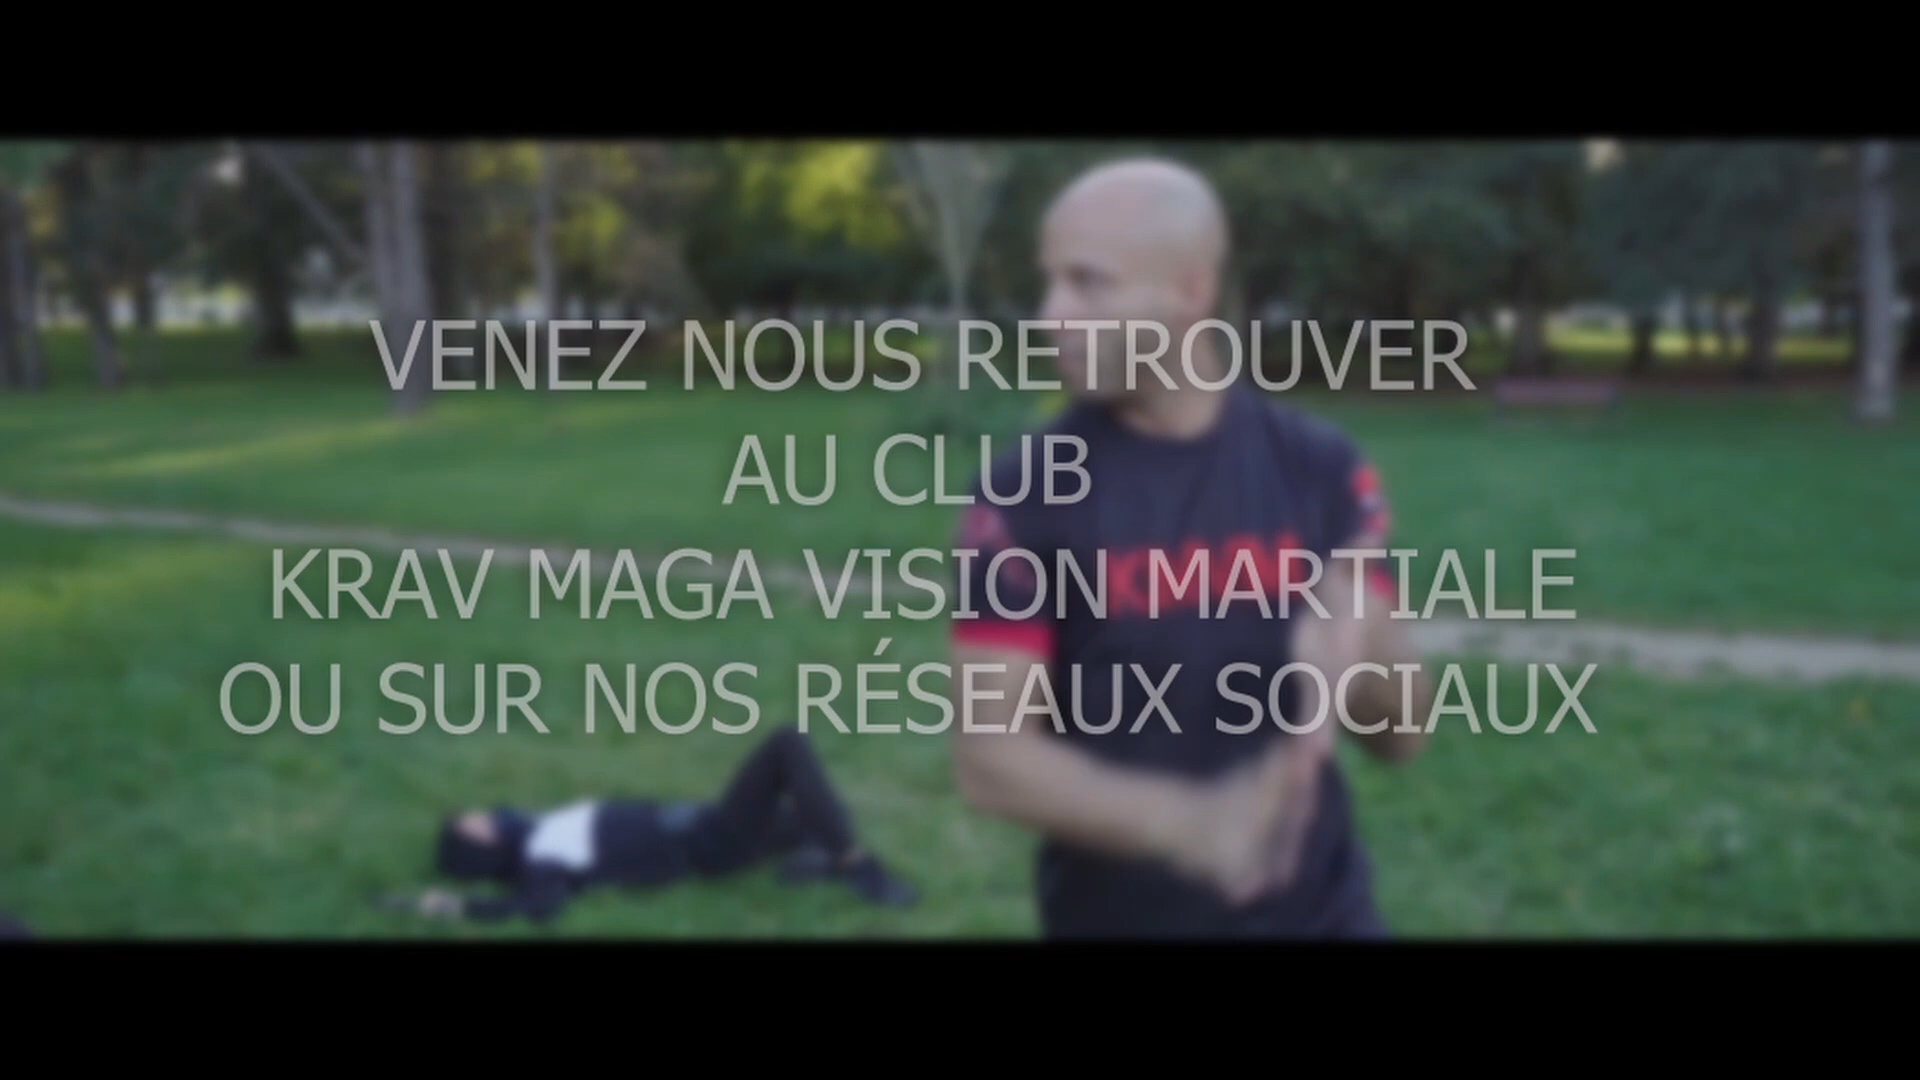 VENEZ NOUS RETROUVER
AU CLUB
KRAV MAGA VISION MARTIALE
OU SUR NOS RÉSEAUX SOCIAUX